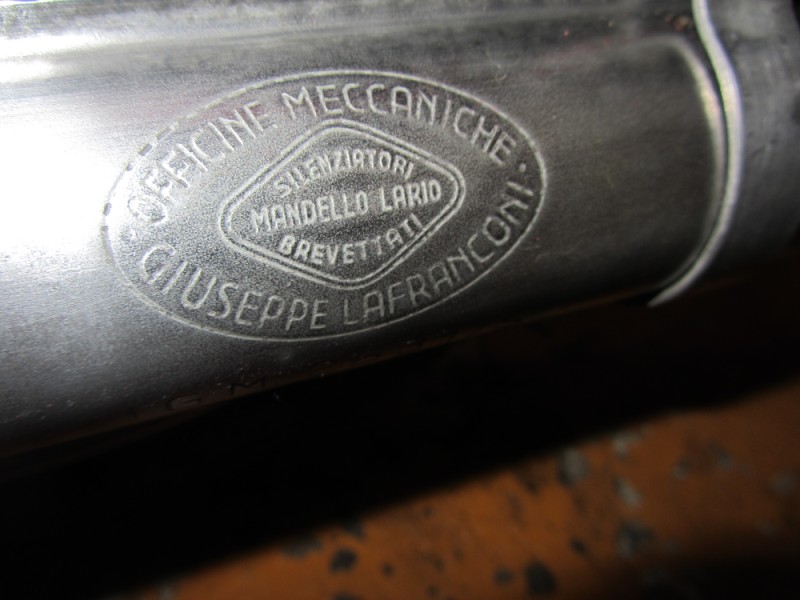 OFFICINE MECCANICHE
SILENZIATORI
MANDELLO LARIO
BREVETTATI
GIUSEPPE LAFRANCONI